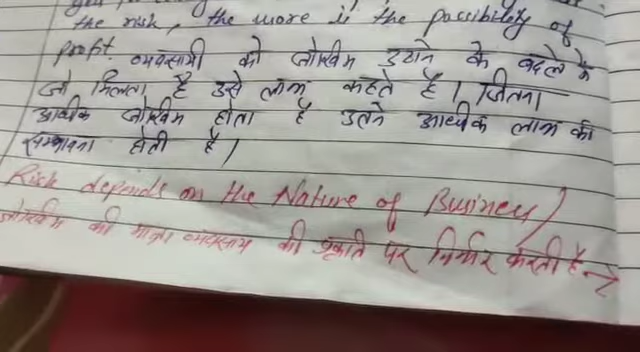 the risk, the more is the possibility of
profit. व्यवसायी को जोखिम उठाने के बदले के
जो मिलता है उसे लाभ कहते है। जितना
अधिक जोखिम होता है उतने अधिक लाभ की
सम्भावना होती है।
Risk depends on the Nature of Business/
जोखिम की मात्रा व्यवसाय की प्रकृति पर निर्भर करती है